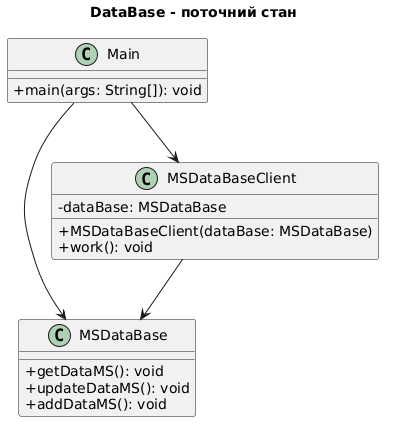 DataBase - поточний стан
C Main
+main(args: String[]): void
C MSDataBaseClient
-dataBase: MSDataBase
+MSDataBaseClient(dataBase: MSDataBase)
+work(): void
C MSDataBase
+getDataMS(): void
+updateDataMS(): void
+addDataMS(): void